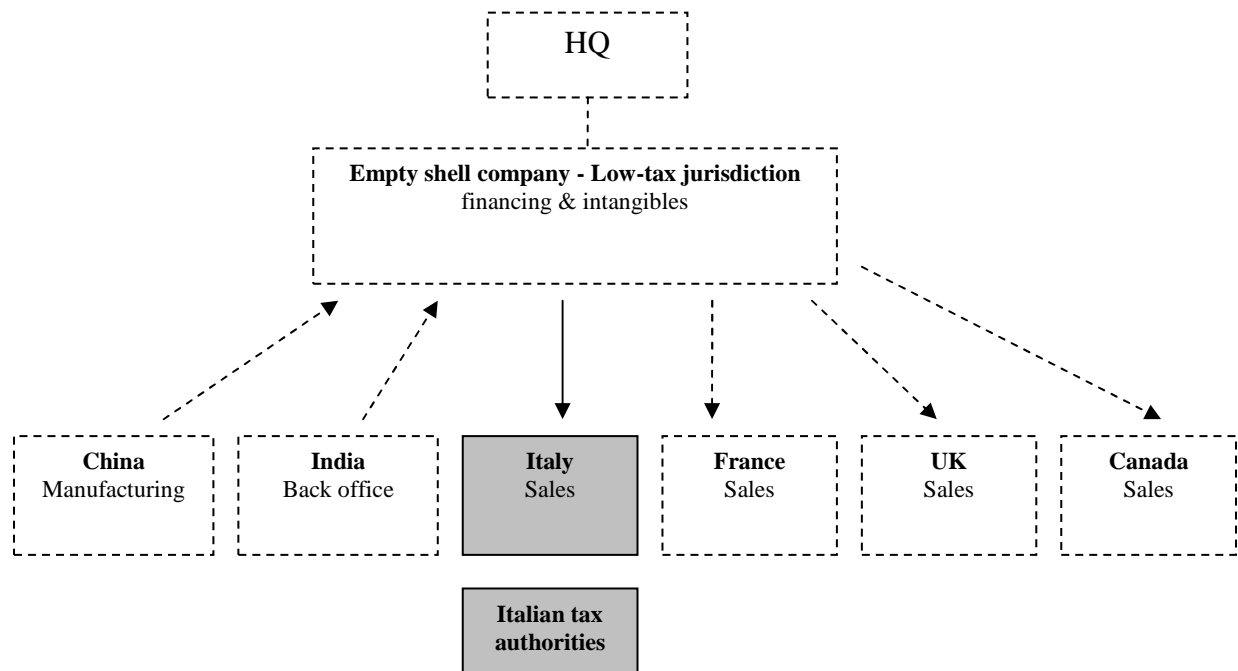 HQ
Empty shell company - Low-tax jurisdiction
financing & intangibles
China
Manufacturing
India
Back office
Italy
Sales
France
Sales
UK
Sales
Canada
Sales
Italian tax
authorities